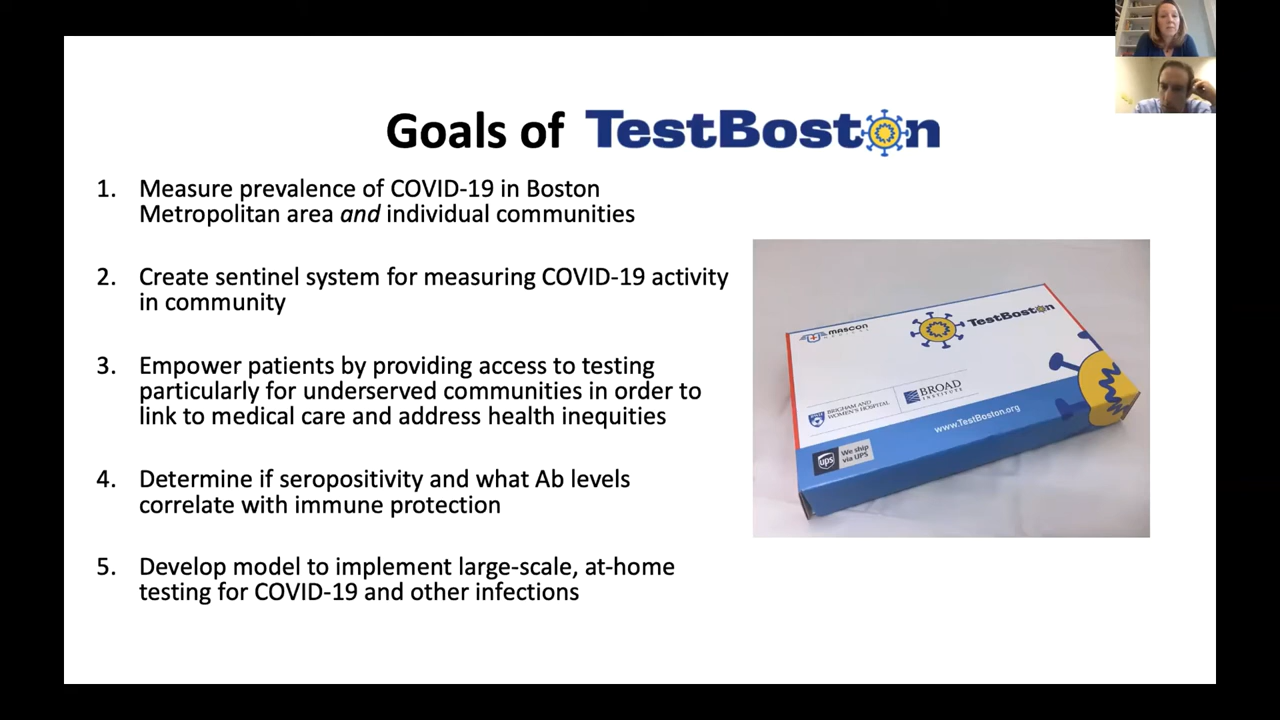 Goals of TestBoston
1. Measure prevalence of COVID-19 in Boston
Metropolitan area and individual communities
2. Create sentinel system for measuring COVID-19 activity
in community
3. Empower patients by providing access to testing
particularly for underserved communities in order to
link to medical care and address health inequities
4. Determine if seropositivity and what Ab levels
correlate with immune protection
5. Develop model to implement large-scale, at-home
testing for COVID-19 and other infections
MASCON
MEDICAL
TestBoston
BRIGHAM AND
WOMEN'S HOSPITAL
BROAD
INSTITUTE
www.TestBoston.org
ups
We ship
via UPS